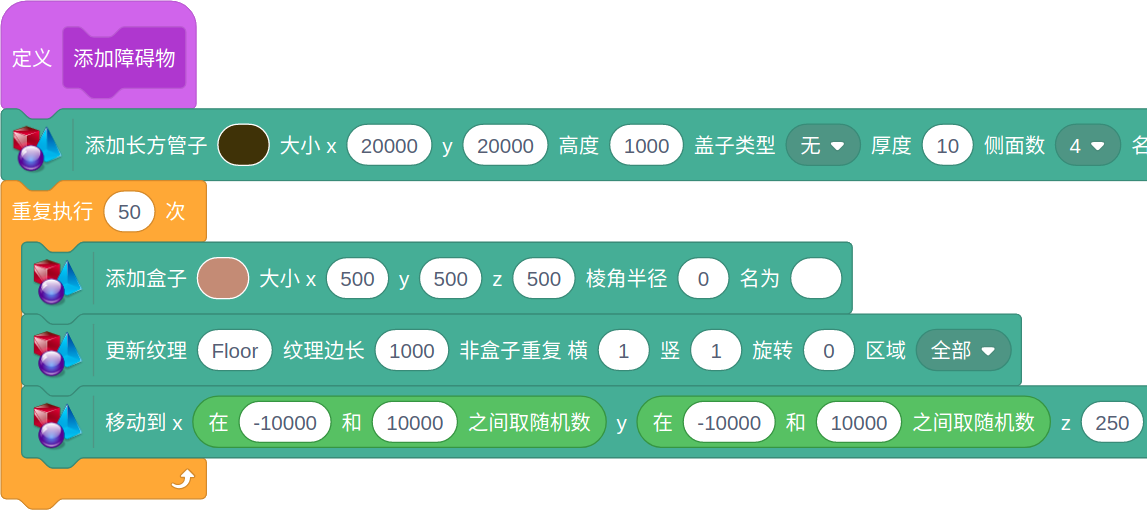 定义 添加障碍物
添加长方管子 大小 x 20000 y 20000 高度 1000 盖子类型 无 厚度 10 侧面数 4 名
重复执行 50 次
添加盒子 大小 x 500 y 500 z 500 棱角半径 0 名为
更新纹理 Floor 纹理边长 1000 非盒子重复 横 1 竖 1 旋转 0 区域 全部
移动到 x 在 -10000 和 10000 之间取随机数 y 在 -10000 和 10000 之间取随机数 z 250